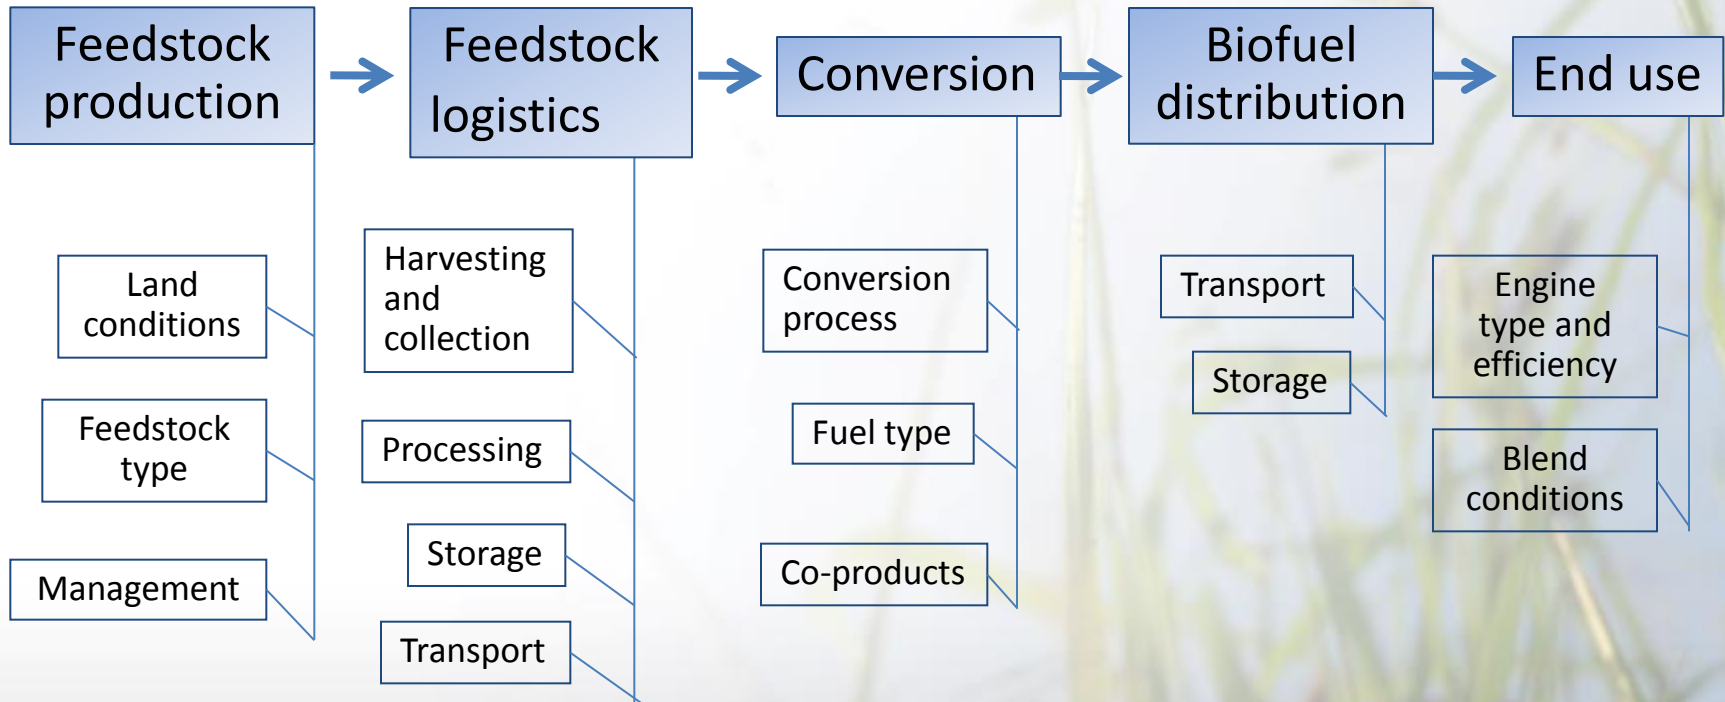 Feedstock
production
Feedstock
logistics
Conversion
Biofuel
distribution
End use
Land
conditions
Feedstock
type
Management
Harvesting
and
collection
Processing
Storage
Transport
Conversion
process
Fuel type
Co-products
Transport
Storage
Engine
type and
efficiency
Blend
conditions